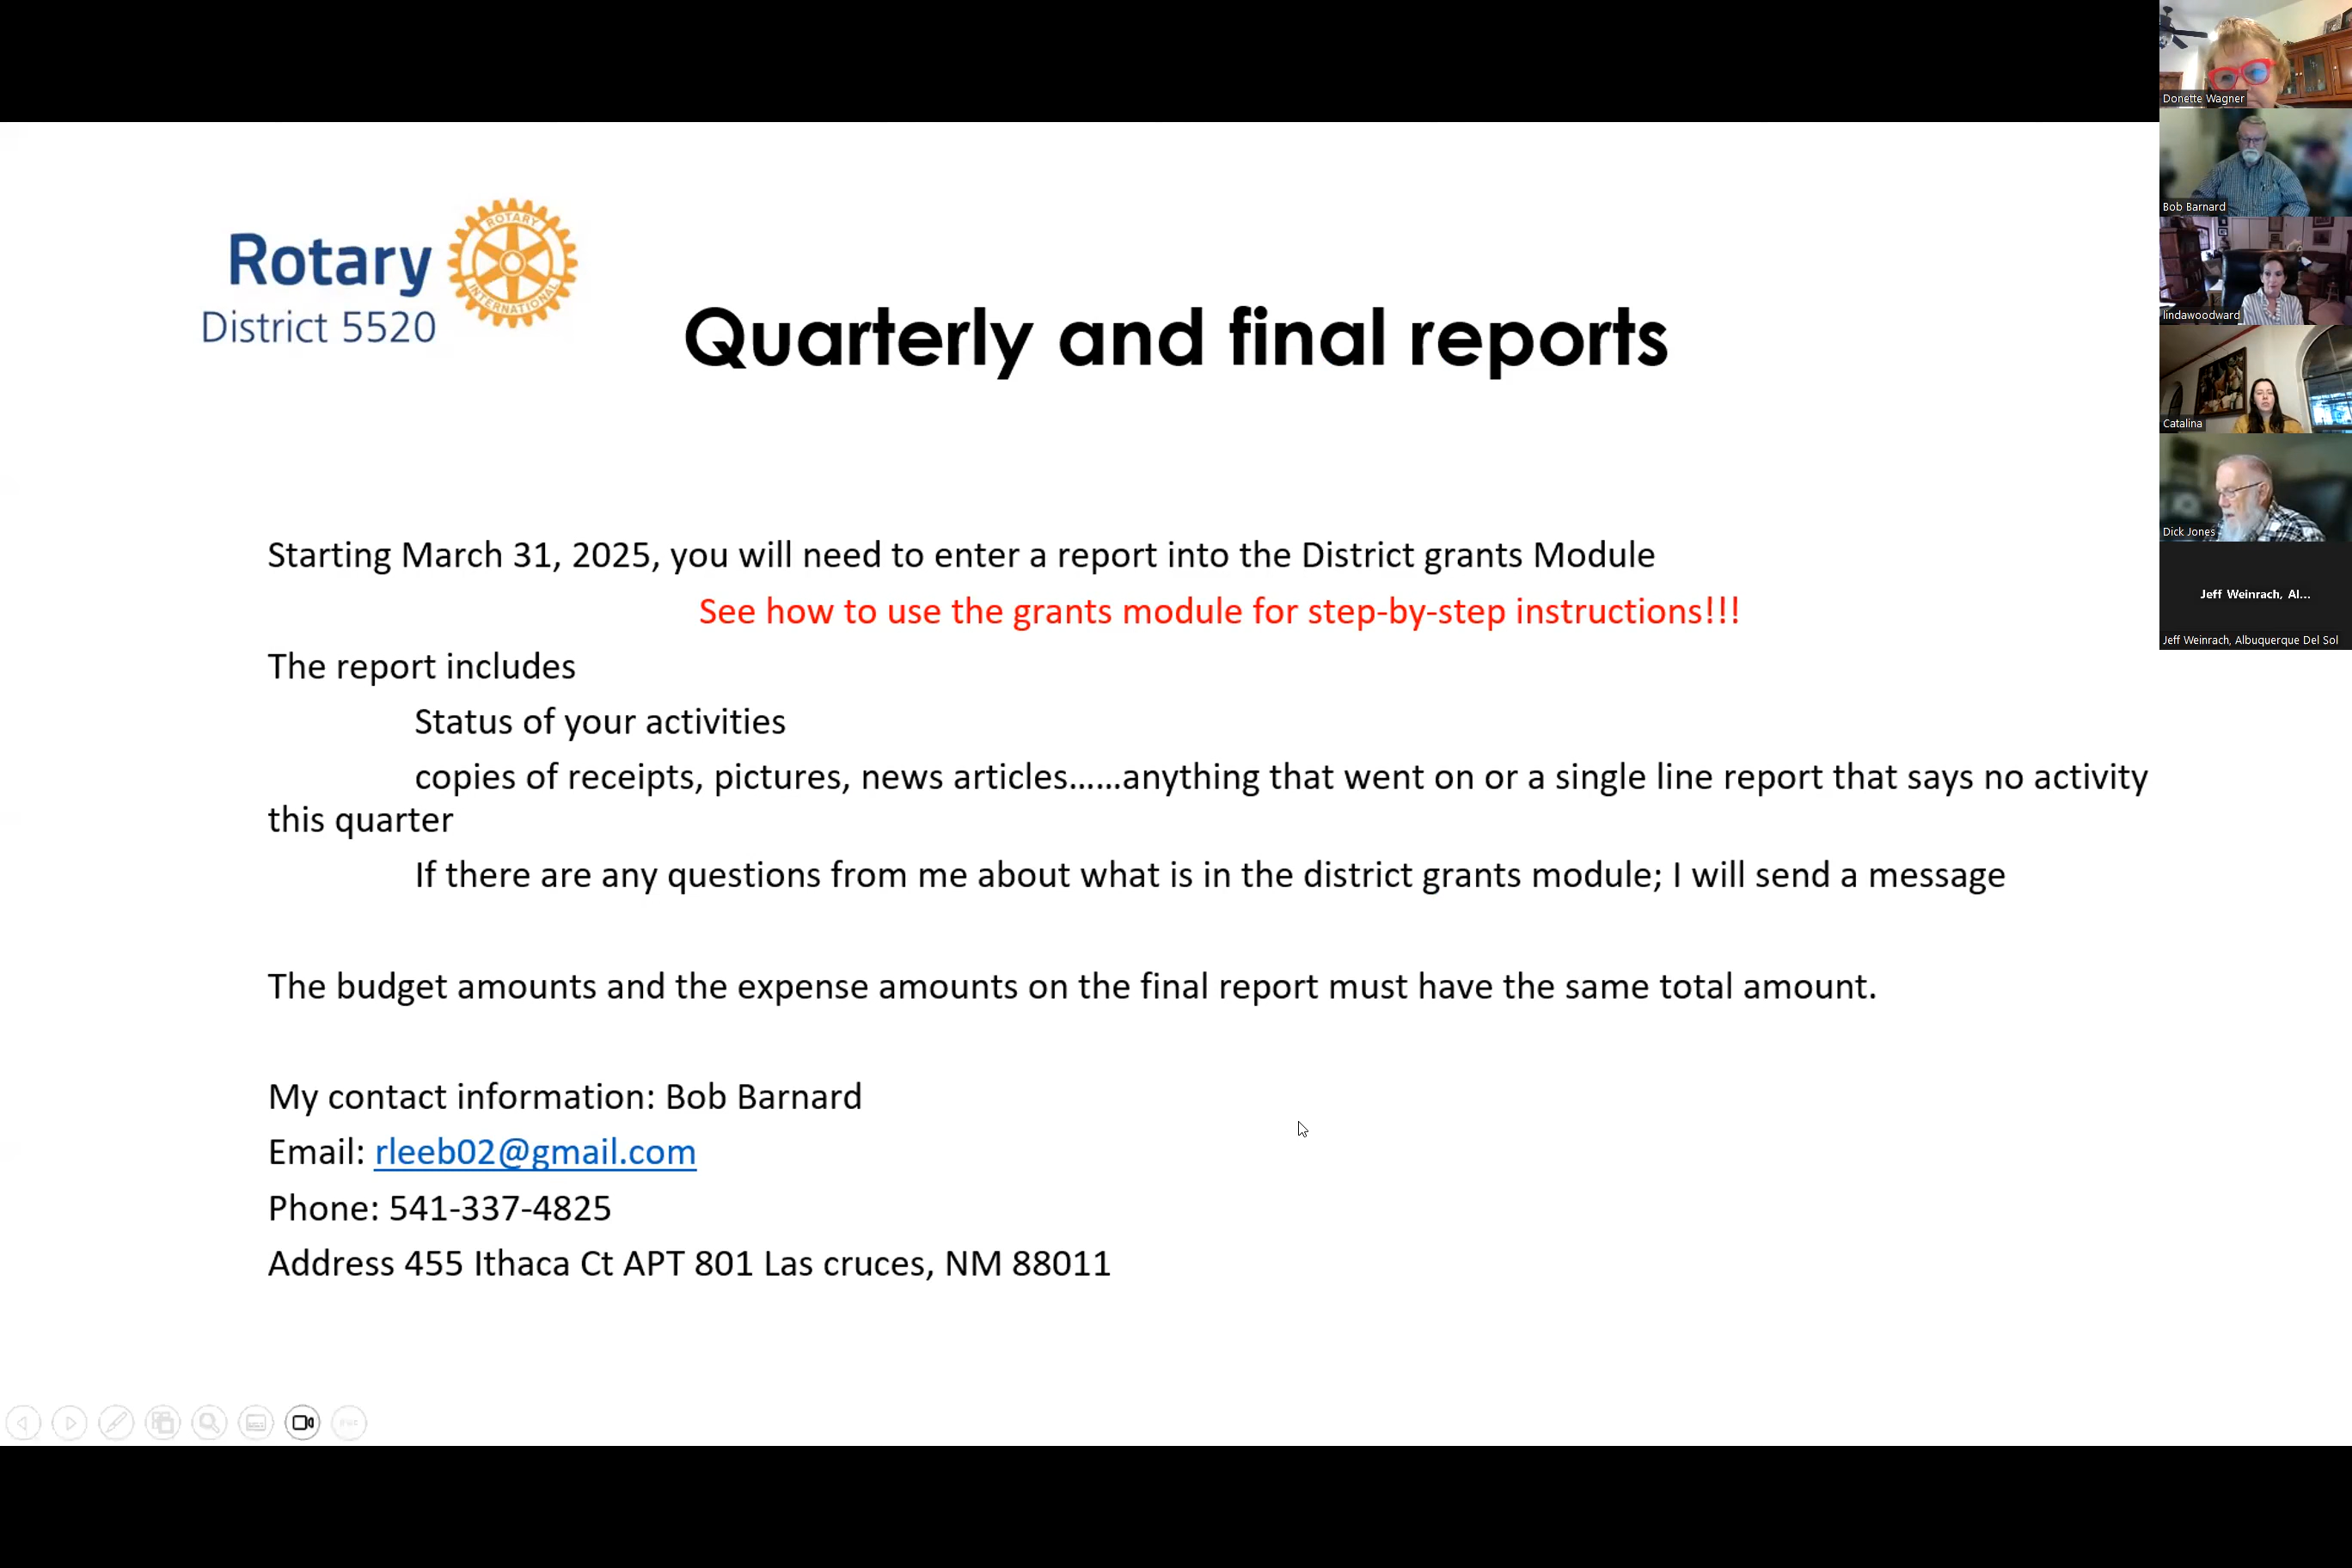 Rotary
District 5520
ROTARY
INTERNATIONAL
Quarterly and final reports
Starting March 31, 2025, you will need to enter a report into the District grants Module
See how to use the grants module for step-by-step instructions!!!
The report includes
Status of your activities
copies of receipts, pictures, news articles......anything that went on or a single line report that says no activity
this quarter
If there are any questions from me about what is in the district grants module; I will send a message
The budget amounts and the expense amounts on the final report must have the same total amount.
My contact information: Bob Barnard
Email: rleeb02@gmail.com
Phone: 541-337-4825
Address 455 Ithaca Ct APT 801 Las cruces, NM 88011
Donette Wagner
Bob Barnard
lindawoodward
Catalina
Dick Jones
Jeff Weinrach, Al...
Jeff Weinrach, Albuquerque Del Sol